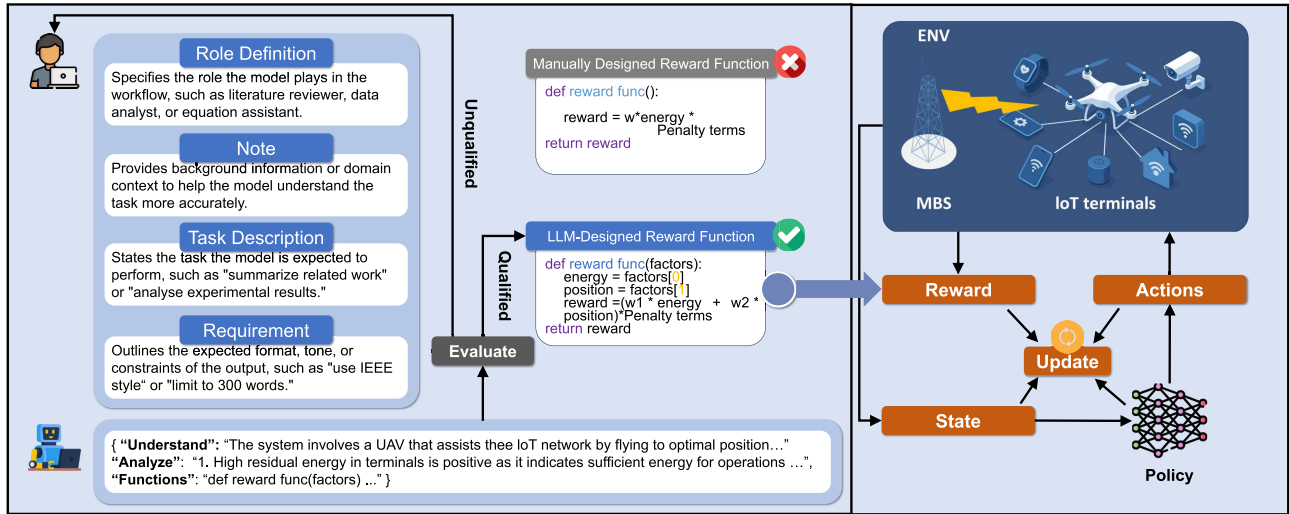 Role Definition
Specifies the role the model plays in the
workflow, such as literature reviewer, data
analyst, or equation assistant.
Note
Provides background information or domain
context to help the model understand the
task more accurately.
Task Description
States the task the model is expected to
perform, such as "summarize related work"
or "analyse experimental results."
Requirement
Outlines the expected format, tone, or
constraints of the output, such as "use IEEE
style“ or "limit to 300 words."
Unqualified
Manually Designed Reward Function
def reward func():
reward = w*energy *
Penalty terms
return reward
Qualified
LLM-Designed Reward Function
def reward func(factors):
energy = factors[0]
position = factors[1]
reward =(w1 * energy + w2 *
position)*Penalty terms
return reward
Evaluate
{ “Understand”: “The system involves a UAV that assists thee IoT network by flying to optimal position…”
“Analyze”: “1. High residual energy in terminals is positive as it indicates sufficient energy for operations …”,
“Functions”: “def reward func(factors) ...” }
ENV
MBS
IoT terminals
Reward
Actions
Update
State
Policy